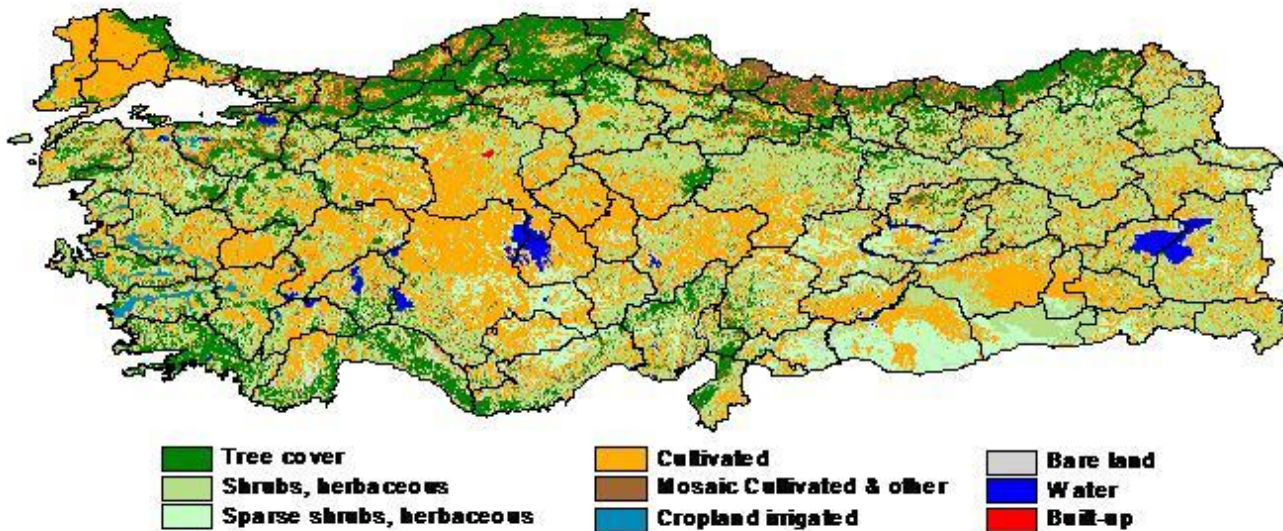 Tree cover
Shrubs, herbaceous
Sparse shrubs, herbaceous
Cultivated
Mosaic Cultivated & other
Cropland irrigated
Bare land
Water
Built-up